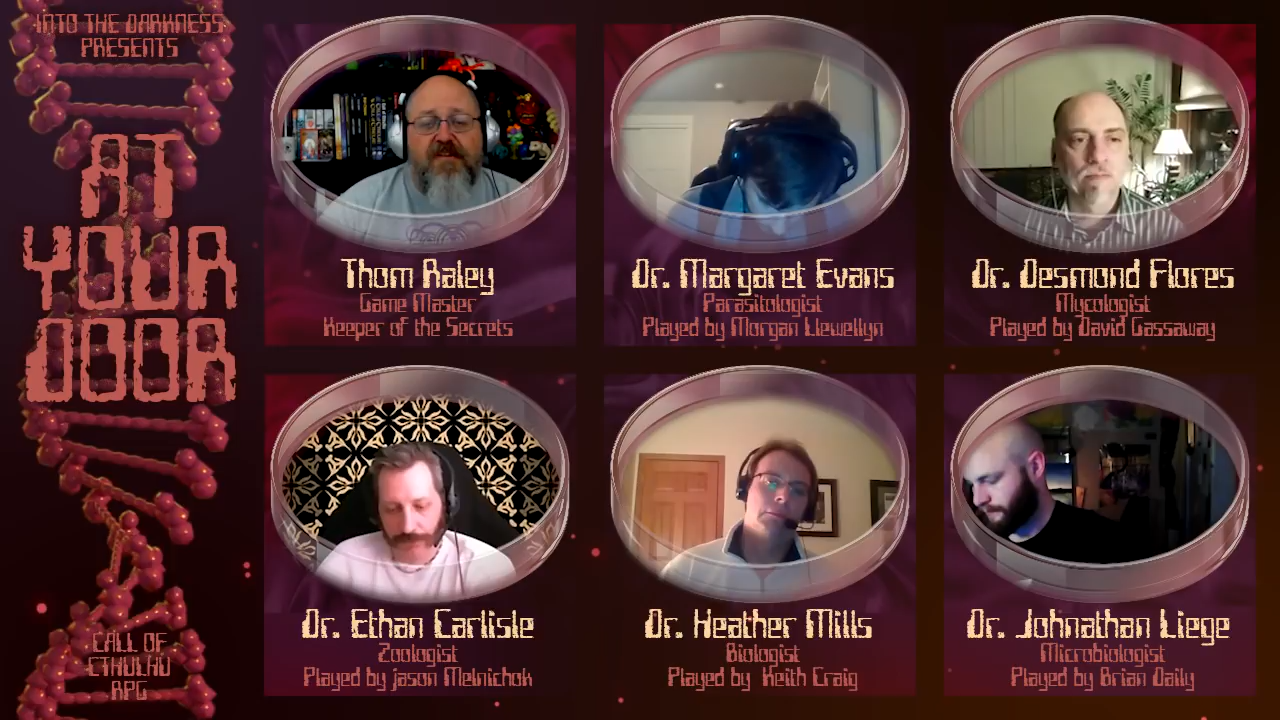 INTO THE DARKNESS
PRESENTS
AT
YOUR
DOOR
CALL OF
CTHULHU
RPG
Thom Raley
Game Master
Keeper of the Secrets
Dr. Margaret Evans
Parasitologist
Played by Morgan Llewellyn
Dr. Desmond Flores
Mycologist
Played by David Gassaway
Dr. Ethan Carlisle
Zoologist
Played by jason Melnichok
Dr. Heather Mills
Biologist
Played by Keith Craig
Dr. Johnathan Liege
Microbiologist
Played by Brian Daily